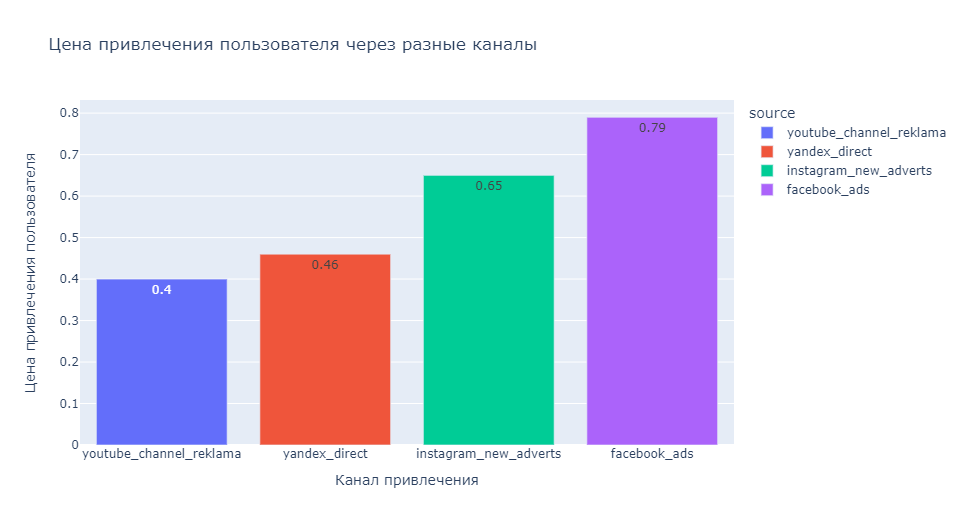 Цена привлечения пользователя через разные каналы
Цена привлечения пользователя
0.8
0.7
0.6
0.5
0.4
0.3
0.2
0.1
0
0.4
0.46
0.65
0.79
youtube_channel_reklama
yandex_direct
instagram_new_adverts
facebook_ads
Канал привлечения
source
youtube_channel_reklama
yandex_direct
instagram_new_adverts
facebook_ads